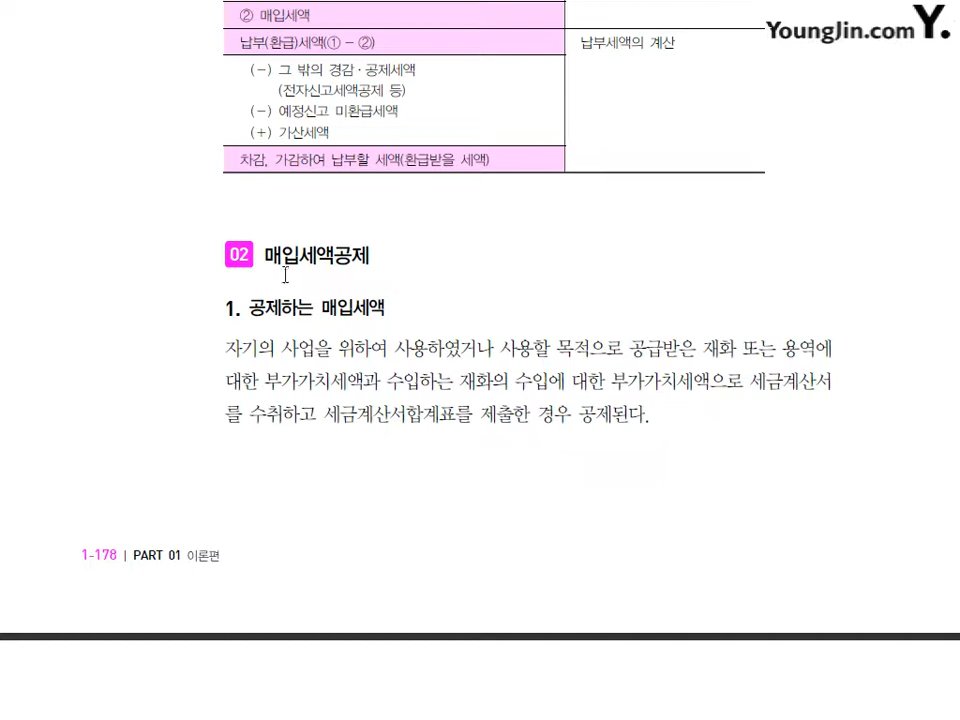 ② 매입세액
YoungJin.com Y.
납부(환급)세액(① - ②)
납부세액의 계산
(-) 그 밖의 경감·공제세액
(전자신고세액공제 등)
(-) 예정신고 미환급세액
(+) 가산세액
차감, 가감하여 납부할 세액(환급받을 세액)
02 매입세액공제
1. 공제하는 매입세액
자기의 사업을 위하여 사용하였거나 사용할 목적으로 공급받은 재화 또는 용역에
대한 부가가치세액과 수입하는 재화의 수입에 대한 부가가치세액으로 세금계산서
를 수취하고 세금계산서합계표를 제출한 경우 공제된다.
1-178 | PART 01 이론편